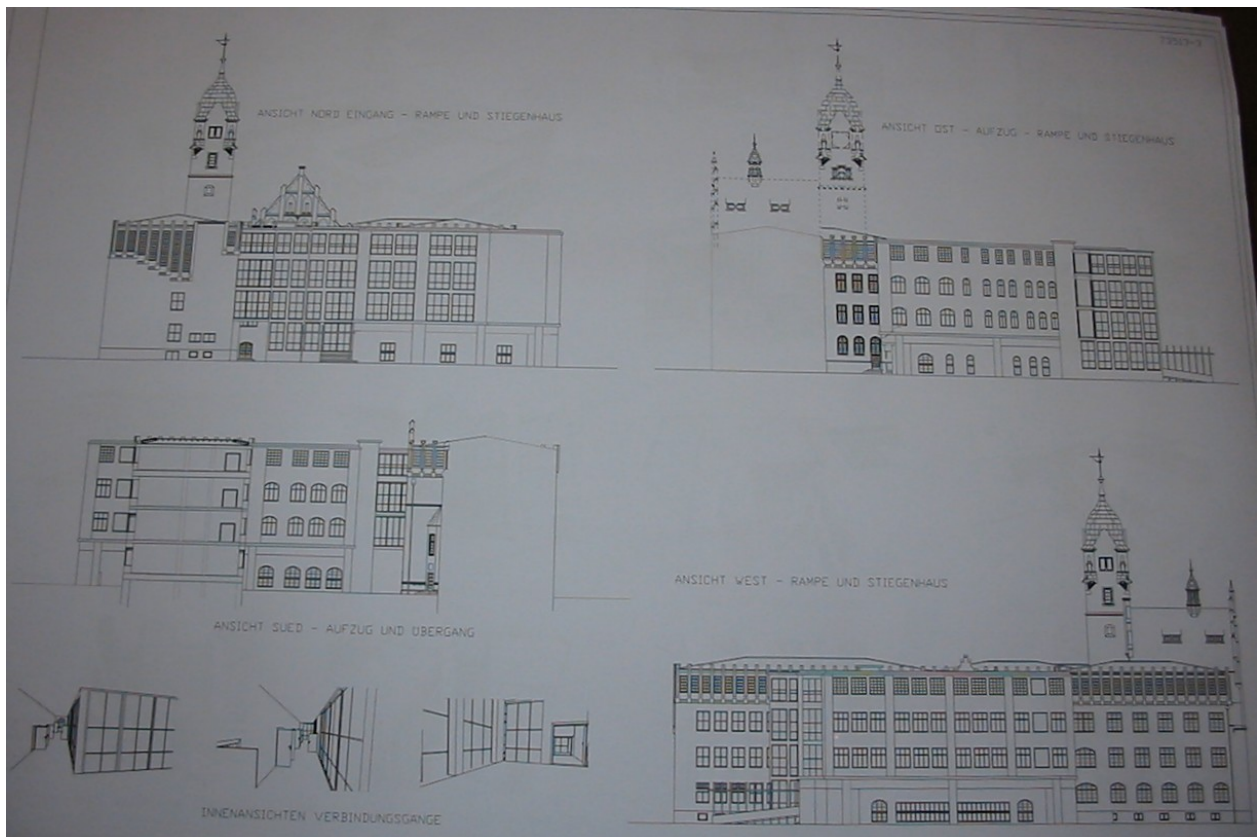 ANSICHT NORD EINGANG - RAMPE UND STIEGENHAUS
ANSICHT OST - AUFZUG - RAMPE UND STIEGENHAUS
ANSICHT SUED - AUFZUG UND ÜBERGANG
ANSICHT WEST - RAMPE UND STIEGENHAUS
INNENANSICHTEN VERBINDUNGSGÄNGE